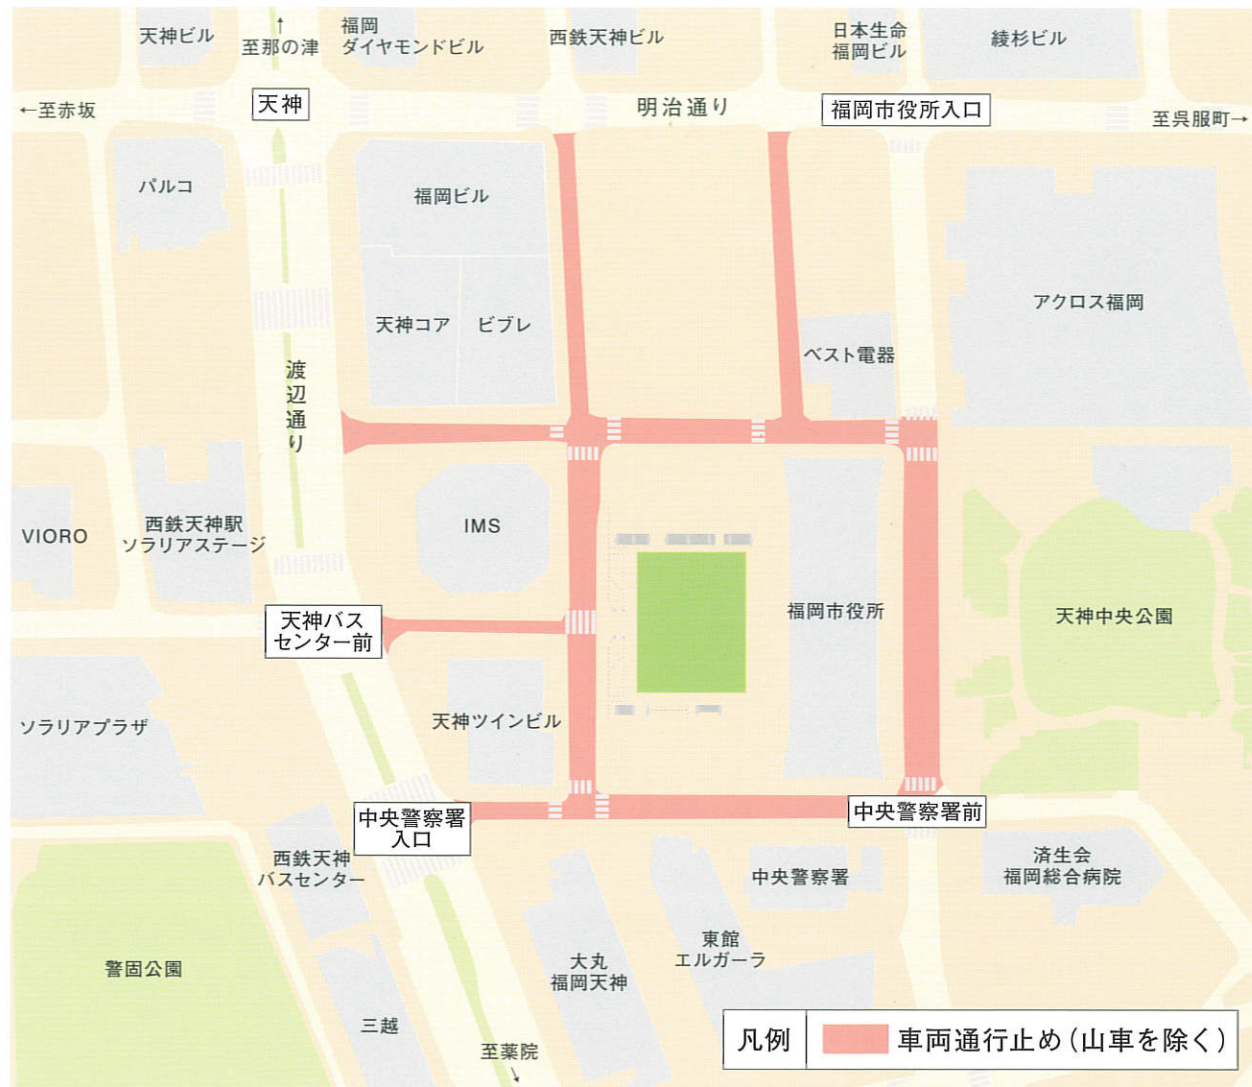 天神ビル
↑
至那の津
福岡
ダイヤモンドビル
西鉄天神ビル
日本生命
福岡ビル
綾杉ビル
←至赤坂
天神
明治通り
福岡市役所入口
至呉服町→
パルコ
福岡ビル
天神コア
ビブレ
アクロス福岡
ベスト電器
渡辺通り
VIORO
西鉄天神駅
ソラリアステージ
IMS
天神バス
センター前
福岡市役所
天神中央公園
ソラリアプラザ
天神ツインビル
中央警察署
入口
中央警察署前
西鉄天神
バスセンター
中央警察署
済生会
福岡総合病院
警固公園
大丸
福岡天神
東館
エルガーラ
三越
至薬院
↓
凡例
車両通行止め(山車を除く)